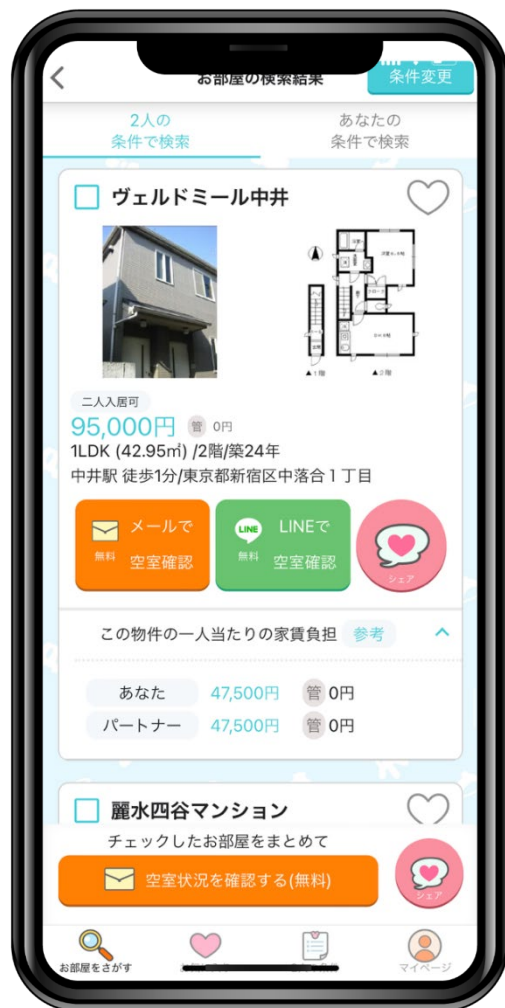 お部屋の検索結果
条件変更
2人の
条件で検索
あなたの
条件で検索
ヴェルドミール中井
▲1階
▲2階
二人入居可
95,000円 管 0円
1LDK (42.95㎡) /2階/築24年
中井駅 徒歩1分/東京都新宿区中落合1丁目
メールで
無料
空室確認
LINE
LINEで
無料
空室確認
シェア
この物件の一人当たりの家賃負担 参考
あなた 47,500円 管 0円
パートナー 47,500円 管 0円
麗水四谷マンション
チェックしたお部屋をまとめて
空室状況を確認する(無料)
シェア
お部屋をさがす
マイページ